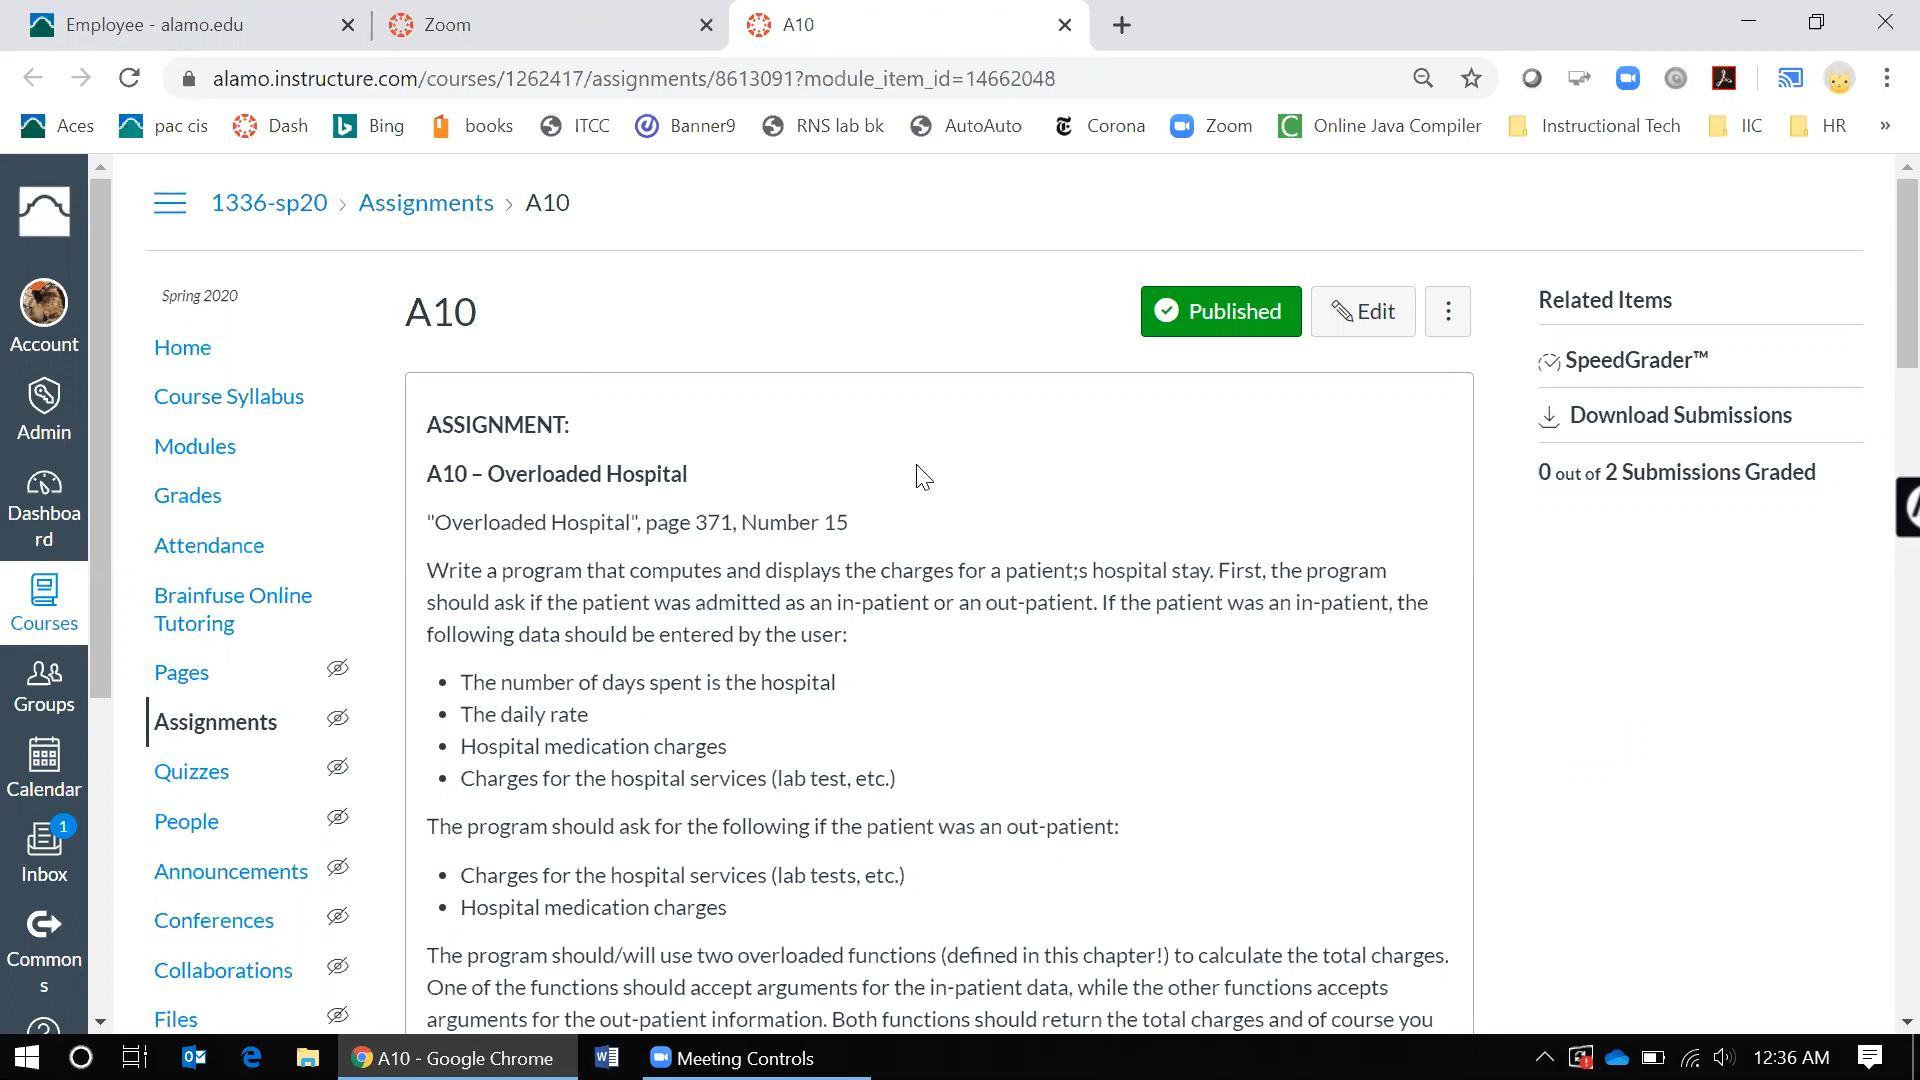 Employee - alamo.edu
Zoom
A10
alamo.instructure.com/courses/1262417/assignments/8613091?module_item_id=14662048
Aces
pac cis
Dash
Bing
books
ITCC
Banner9
RNS lab bk
AutoAuto
Corona
Zoom
Online Java Compiler
Instructional Tech
IIC
HR
»
1336-sp20 › Assignments › A10
Account
Admin
Dashboa
rd
Courses
Groups
Calendar
1
Inbox
Common
s
Spring 2020
Home
Course Syllabus
Modules
Grades
Attendance
Brainfuse Online
Tutoring
Pages
Assignments
Quizzes
People
Announcements
Conferences
Collaborations
Files
A10
Published
Edit
ASSIGNMENT:
A10 – Overloaded Hospital
"Overloaded Hospital", page 371, Number 15
Write a program that computes and displays the charges for a patient;s hospital stay. First, the program
should ask if the patient was admitted as an in-patient or an out-patient. If the patient was an in-patient, the
following data should be entered by the user:
• The number of days spent is the hospital
• The daily rate
• Hospital medication charges
• Charges for the hospital services (lab test, etc.)
The program should ask for the following if the patient was an out-patient:
• Charges for the hospital services (lab tests, etc.)
• Hospital medication charges
The program should/will use two overloaded functions (defined in this chapter!) to calculate the total charges.
One of the functions should accept arguments for the in-patient data, while the other functions accepts
arguments for the out-patient information. Both functions should return the total charges and of course you
Related Items
SpeedGrader™
Download Submissions
0 out of 2 Submissions Graded
A10 - Google Chrome
Meeting Controls
12:36 AM